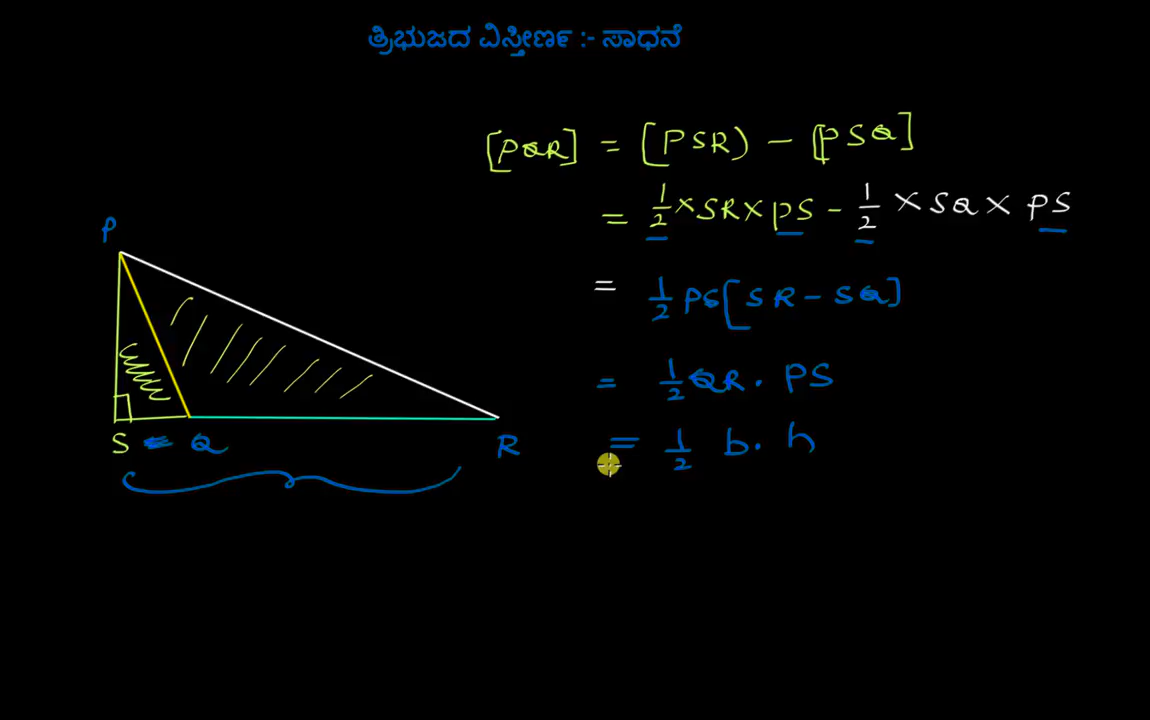 ತ್ರಿಭುಜದ ವಿಸ್ತೀರ್ಣ :- ಸಾಧನೆ
[PQR] = [PSR) - [PSQ]
= 1/2 × SR × PS - 1/2 × SQ × PS
= 1/2 PS [SR - SQ]
= 1/2 QR . PS
= 1/2 b . h
P
S Q R